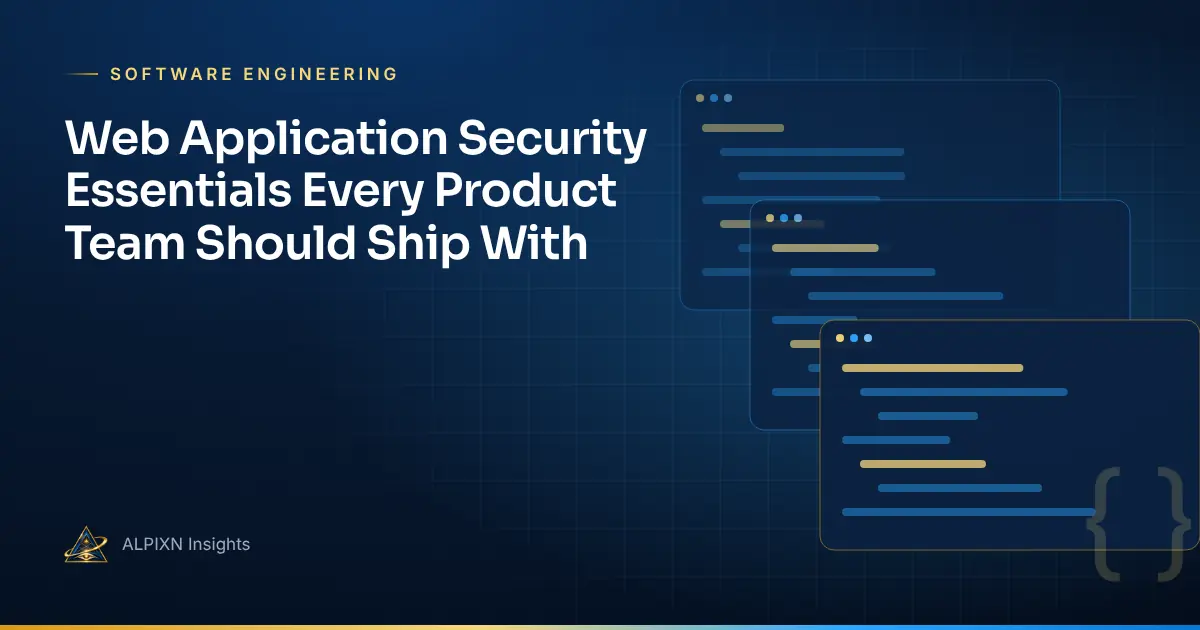 SOFTWARE ENGINEERING
Web Application Security
Essentials Every Product
Team Should Ship With
ALPIXN Insights
{ }